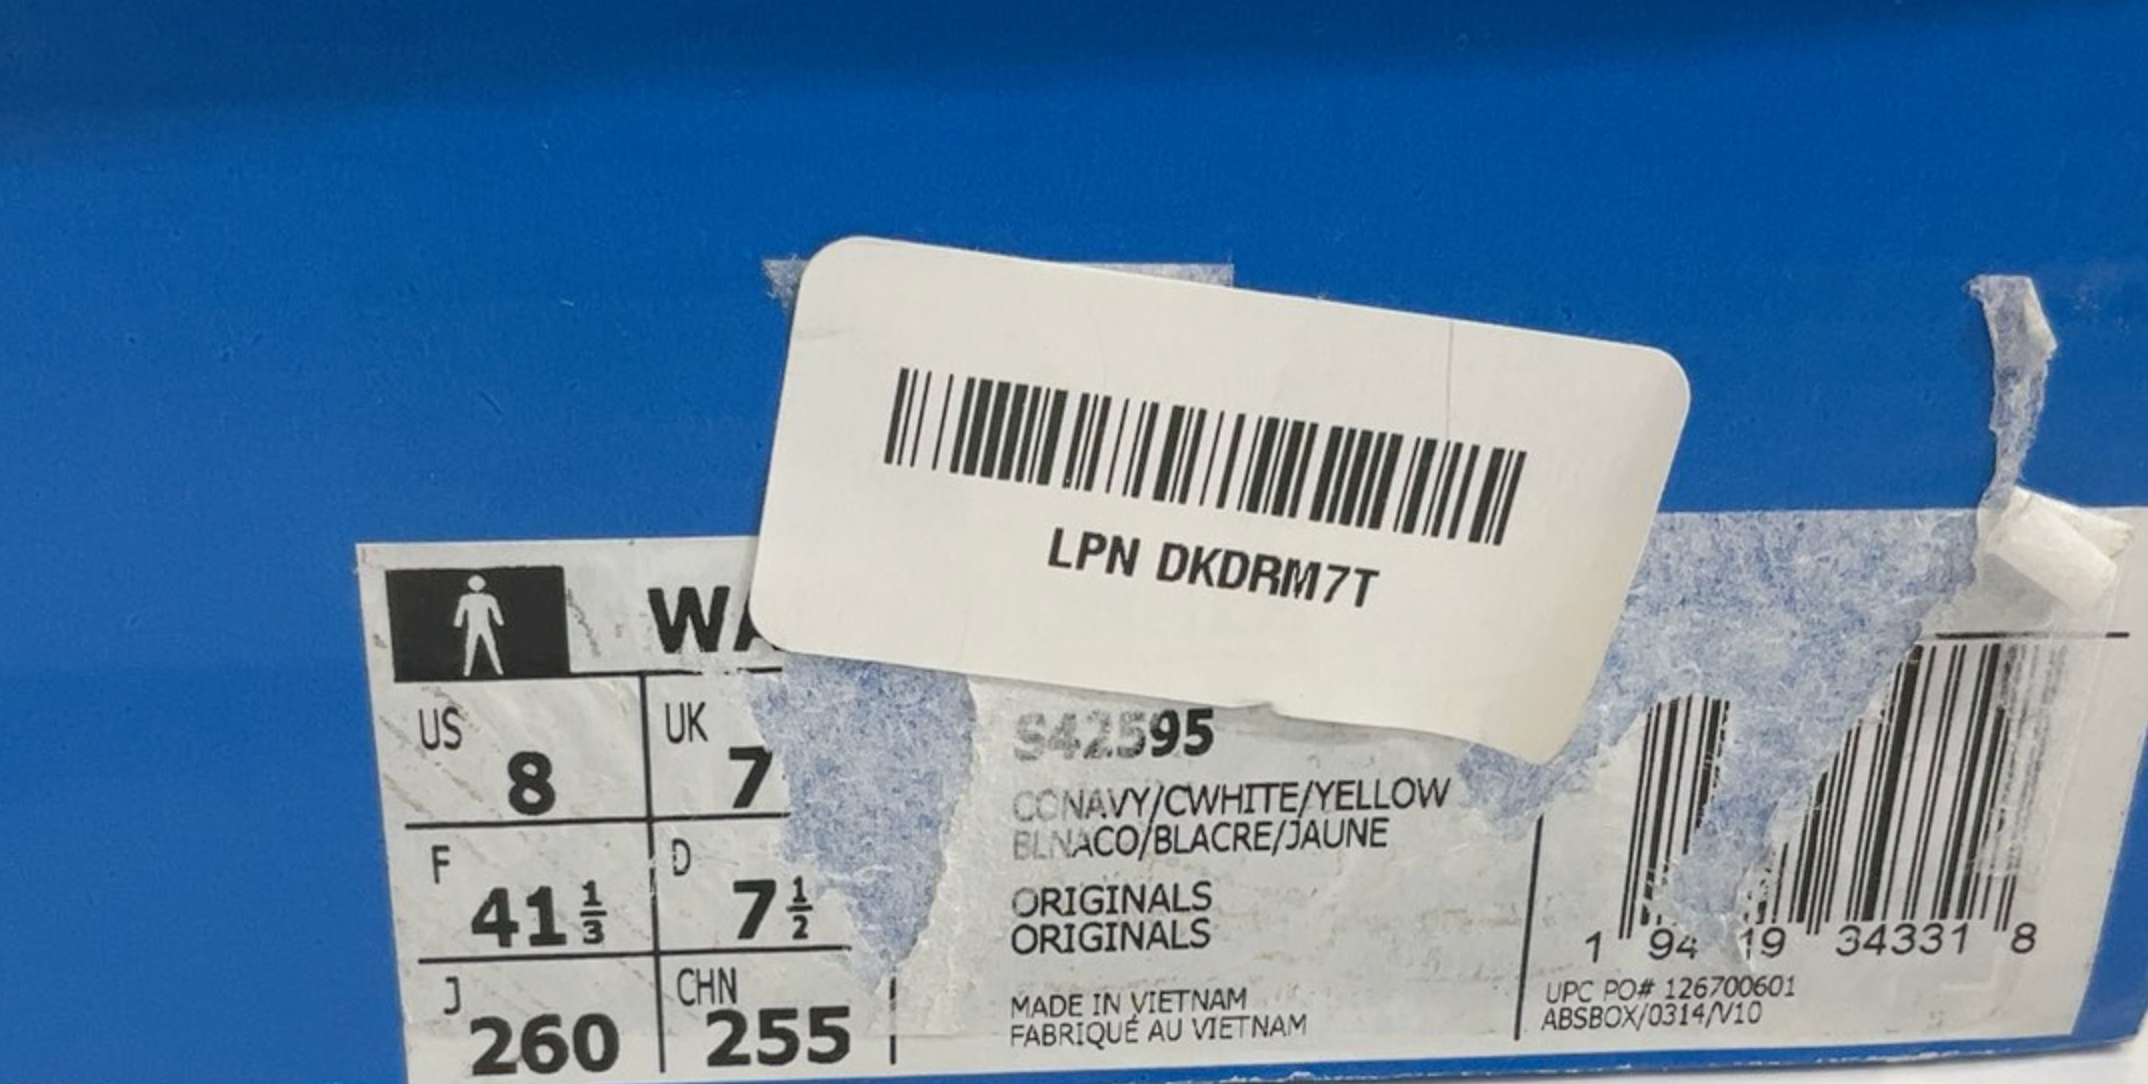 LPN DKDRM7T
US
8
UK
7
S42595
CONAVY/CWHITE/YELLOW
BLNACO/BLACRE/JAUNE
F
41 1/3
D
7 1/2
ORIGINALS
ORIGINALS
J
260
CHN
255
MADE IN VIETNAM
FABRIQUÉ AU VIETNAM
1 94 19 34331 8
UPC PO# 126700601
ABSBOX/0314/V10